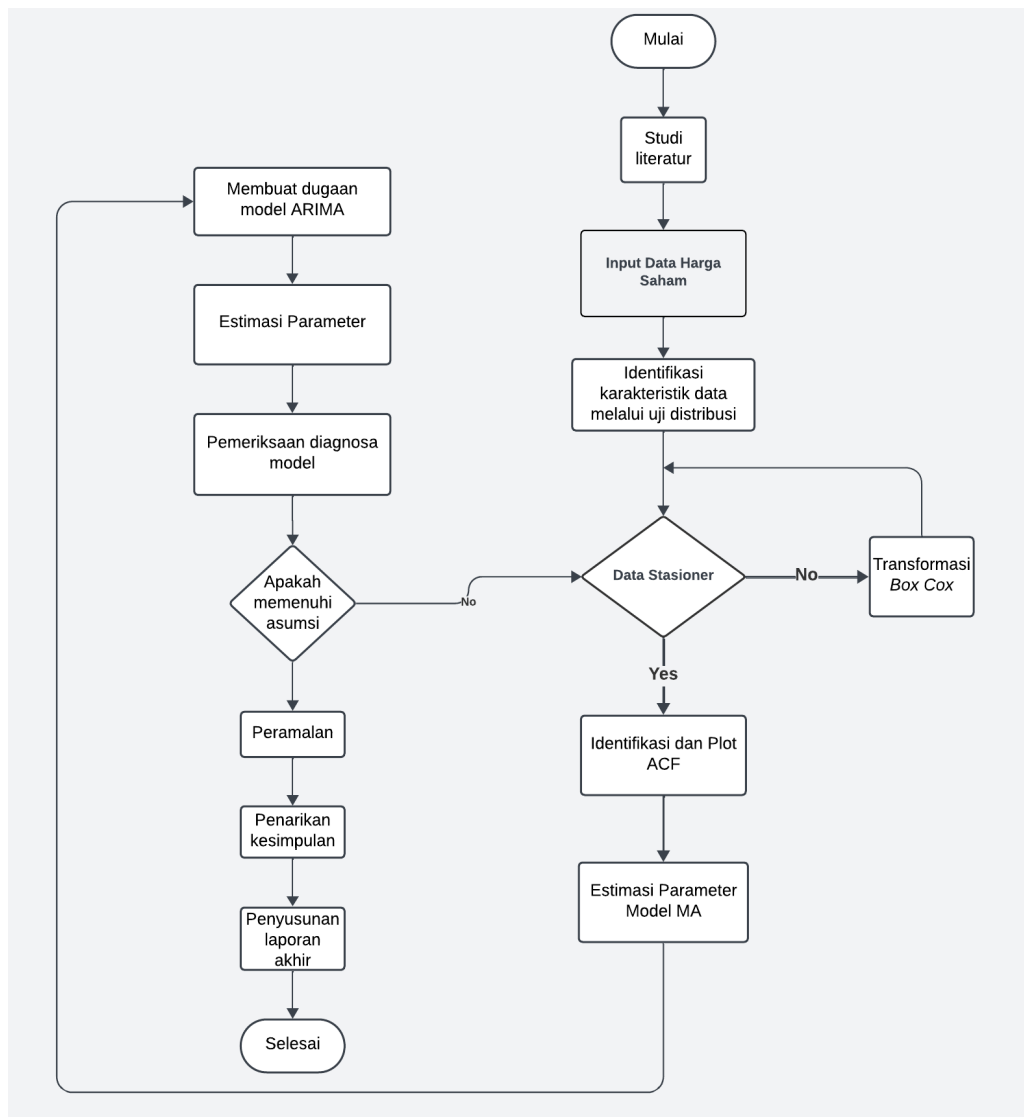 Mulai
Studi
literatur
Input Data Harga
Saham
Identifikasi
karakteristik data
melalui uji distribusi
Data Stasioner
No
Transformasi
Box Cox
Yes
Identifikasi dan Plot
ACF
Estimasi Parameter
Model MA
Membuat dugaan
model ARIMA
Estimasi Parameter
Pemeriksaan diagnosa
model
Apakah
memenuhi
asumsi
No
Peramalan
Penarikan
kesimpulan
Penyusunan
laporan
akhir
Selesai